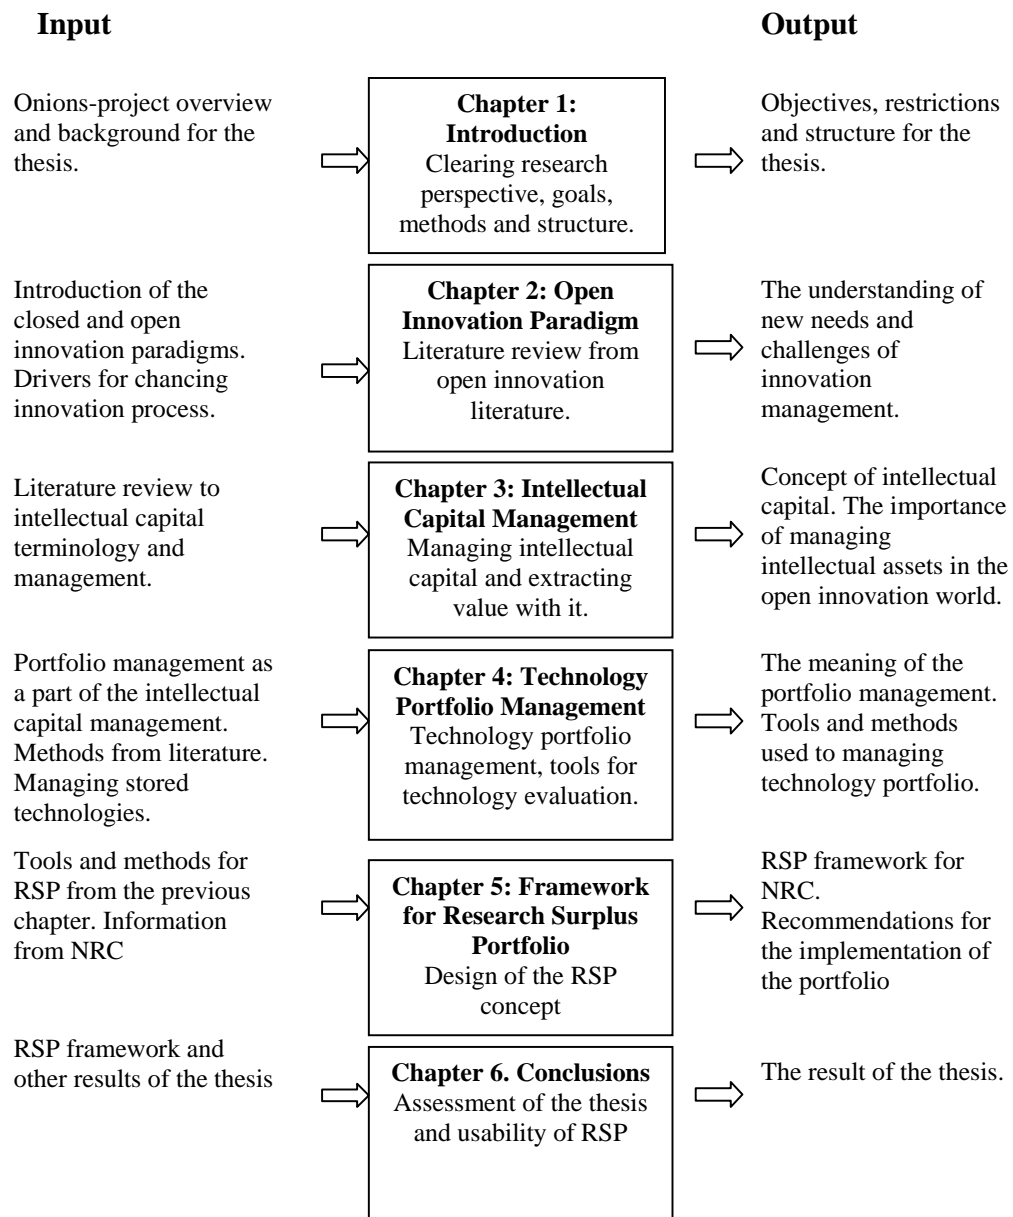 Input
Output
Onions-project overview
and background for the
thesis.
Chapter 1:
Introduction
Clearing research
perspective, goals,
methods and structure.
Objectives, restrictions
and structure for the
thesis.
Introduction of the
closed and open
innovation paradigms.
Drivers for chancing
innovation process.
Chapter 2: Open
Innovation Paradigm
Literature review from
open innovation
literature.
The understanding of
new needs and
challenges of
innovation
management.
Literature review to
intellectual capital
terminology and
management.
Chapter 3: Intellectual
Capital Management
Managing intellectual
capital and extracting
value with it.
Concept of intellectual
capital. The importance
of managing
intellectual assets in the
open innovation world.
Portfolio management as
a part of the intellectual
capital management.
Methods from literature.
Managing stored
technologies.
Chapter 4: Technology
Portfolio Management
Technology portfolio
management, tools for
technology evaluation.
The meaning of the
portfolio management.
Tools and methods
used to managing
technology portfolio.
Tools and methods for
RSP from the previous
chapter. Information
from NRC
Chapter 5: Framework
for Research Surplus
Portfolio
Design of the RSP
concept
RSP framework for
NRC.
Recommendations for
the implementation of
the portfolio
RSP framework and
other results of the thesis
Chapter 6. Conclusions
Assessment of the thesis
and usability of RSP
The result of the thesis.